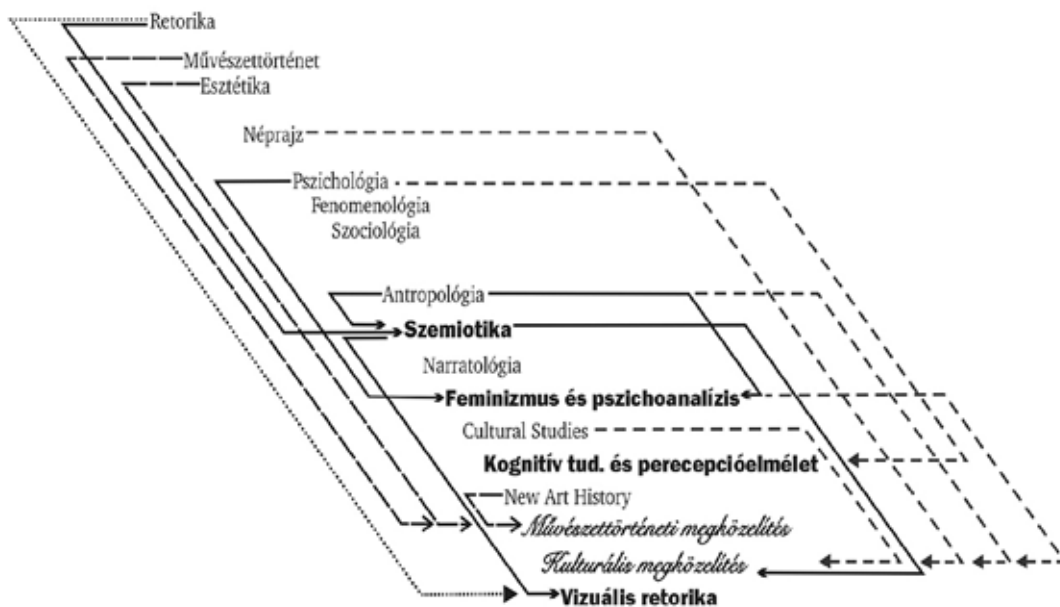 Retorika
Művészettörténet
Esztétika
Néprajz
Pszichológia
Fenomenológia
Szociológia
Antropológia
Szemiotika
Narratológia
Feminizmus és pszichoanalízis
Cultural Studies
Kognitív tud. és perecepcióelmélet
New Art History
Művészettörténeti megközelítés
Kulturális megközelítés
Vizuális retorika